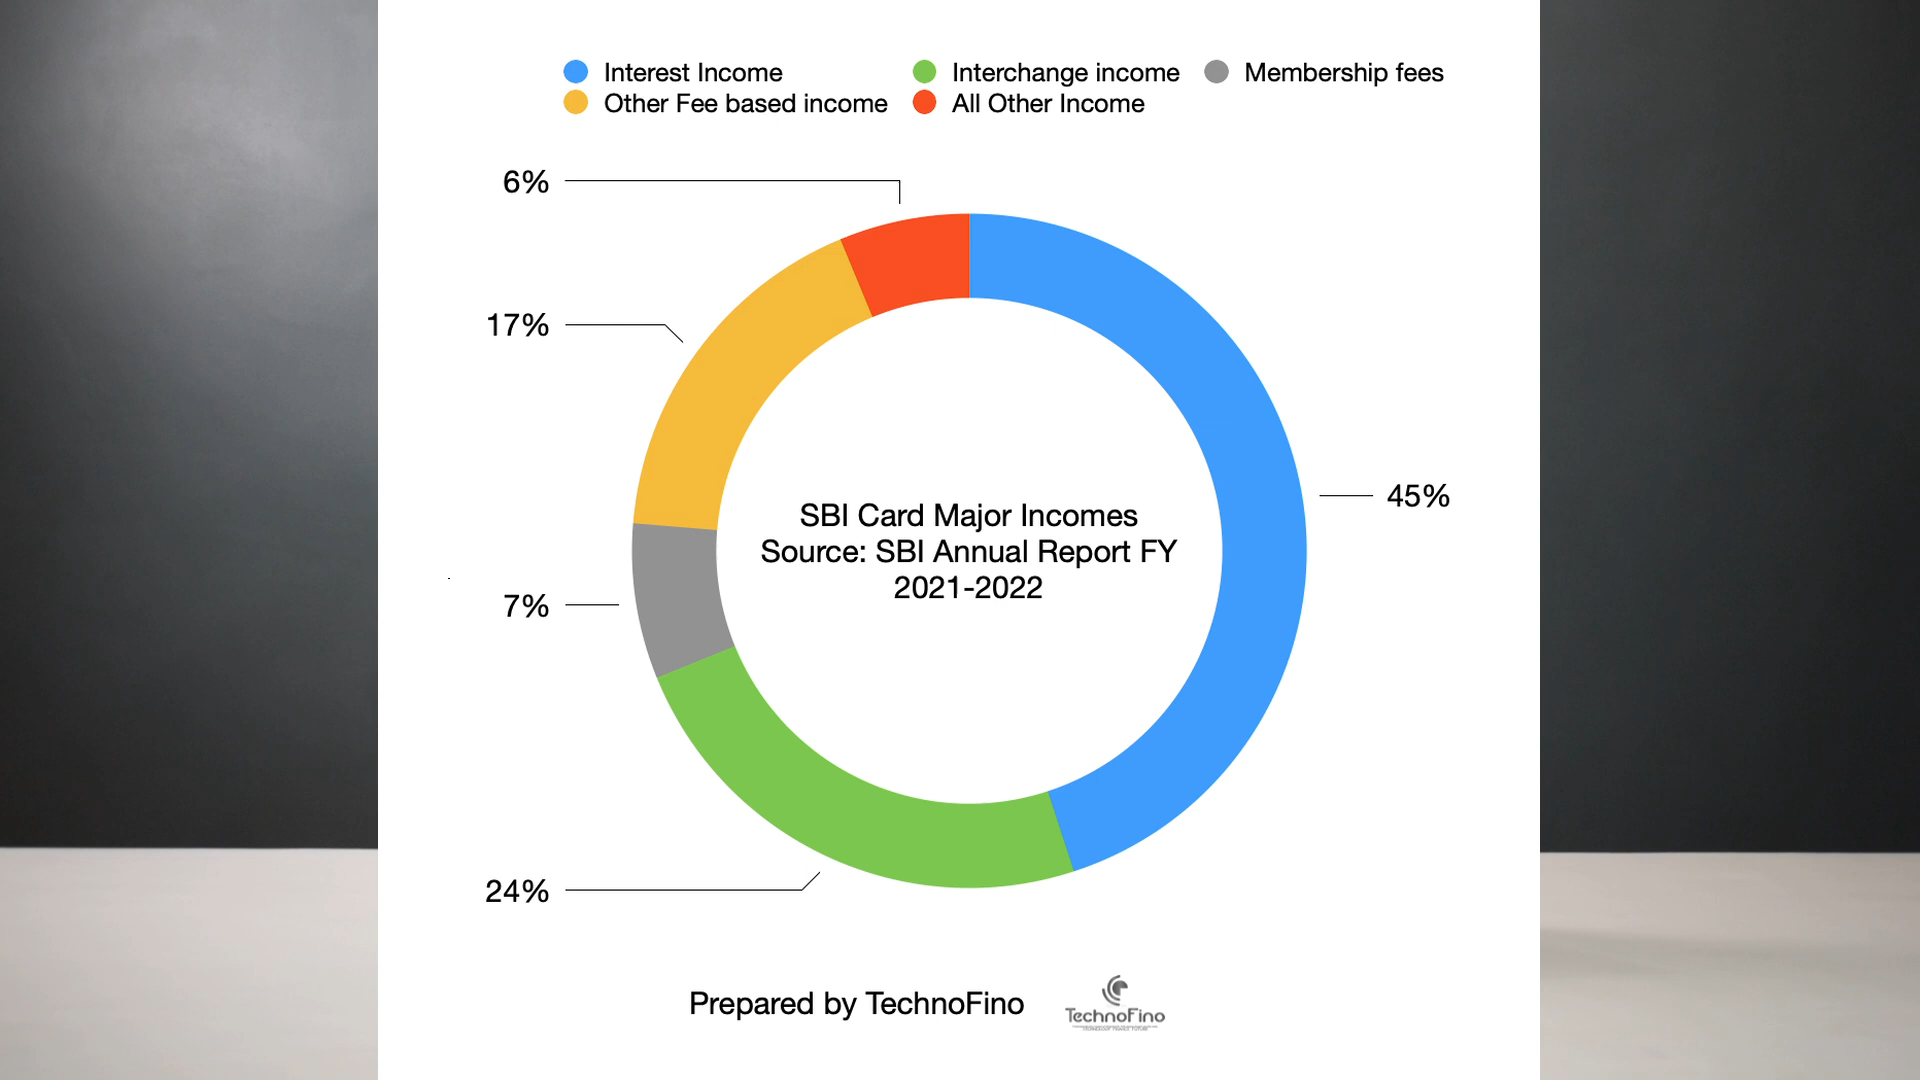 Interest Income
Interchange income
Membership fees
Other Fee based income
All Other Income
6%
17%
45%
SBI Card Major Incomes
Source: SBI Annual Report FY
2021-2022
7%
24%
Prepared by TechnoFino
TechnoFino